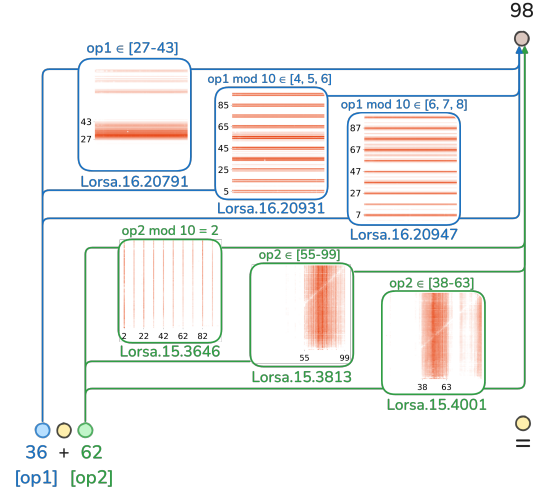 98
op1 ∈ [27-43]
43
27
Lorsa.16.20791
op1 mod 10 ∈ [4, 5, 6]
85
65
45
25
5
Lorsa.16.20931
op1 mod 10 ∈ [6, 7, 8]
87
67
47
27
7
Lorsa.16.20947
op2 mod 10 = 2
2 22 42 62 82
Lorsa.15.3646
op2 ∈ [55-99]
55 99
Lorsa.15.3813
op2 ∈ [38-63]
38 63
Lorsa.15.4001
36 + 62 =
[op1] [op2]